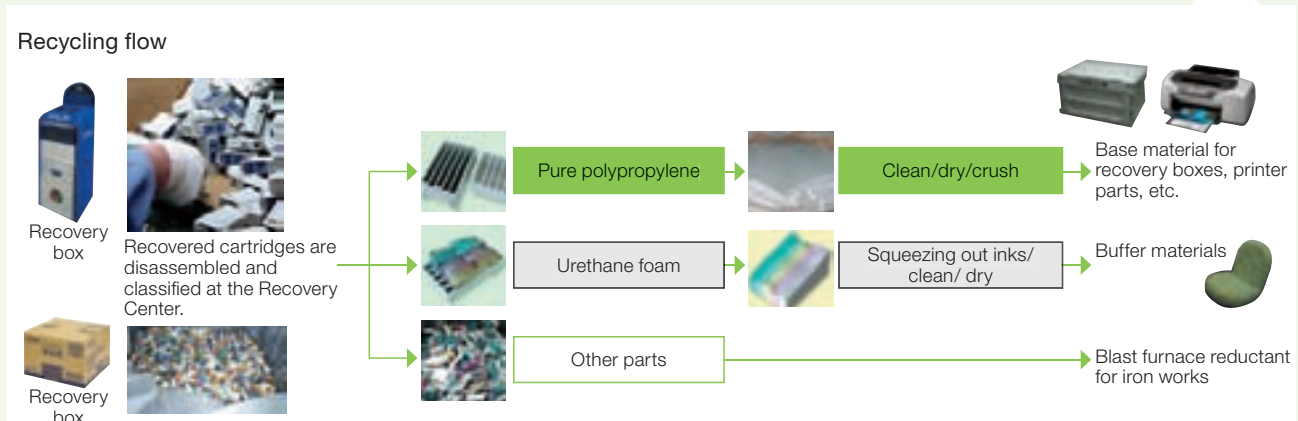 Recycling flow
Recovery
box
Recovered cartridges are
disassembled and
classified at the Recovery
Center.
Recovery
box
Pure polypropylene
Clean/dry/crush
Base material for
recovery boxes, printer
parts, etc.
Urethane foam
Squeezing out inks/
clean/ dry
Buffer materials
Other parts
Blast furnace reductant
for iron works